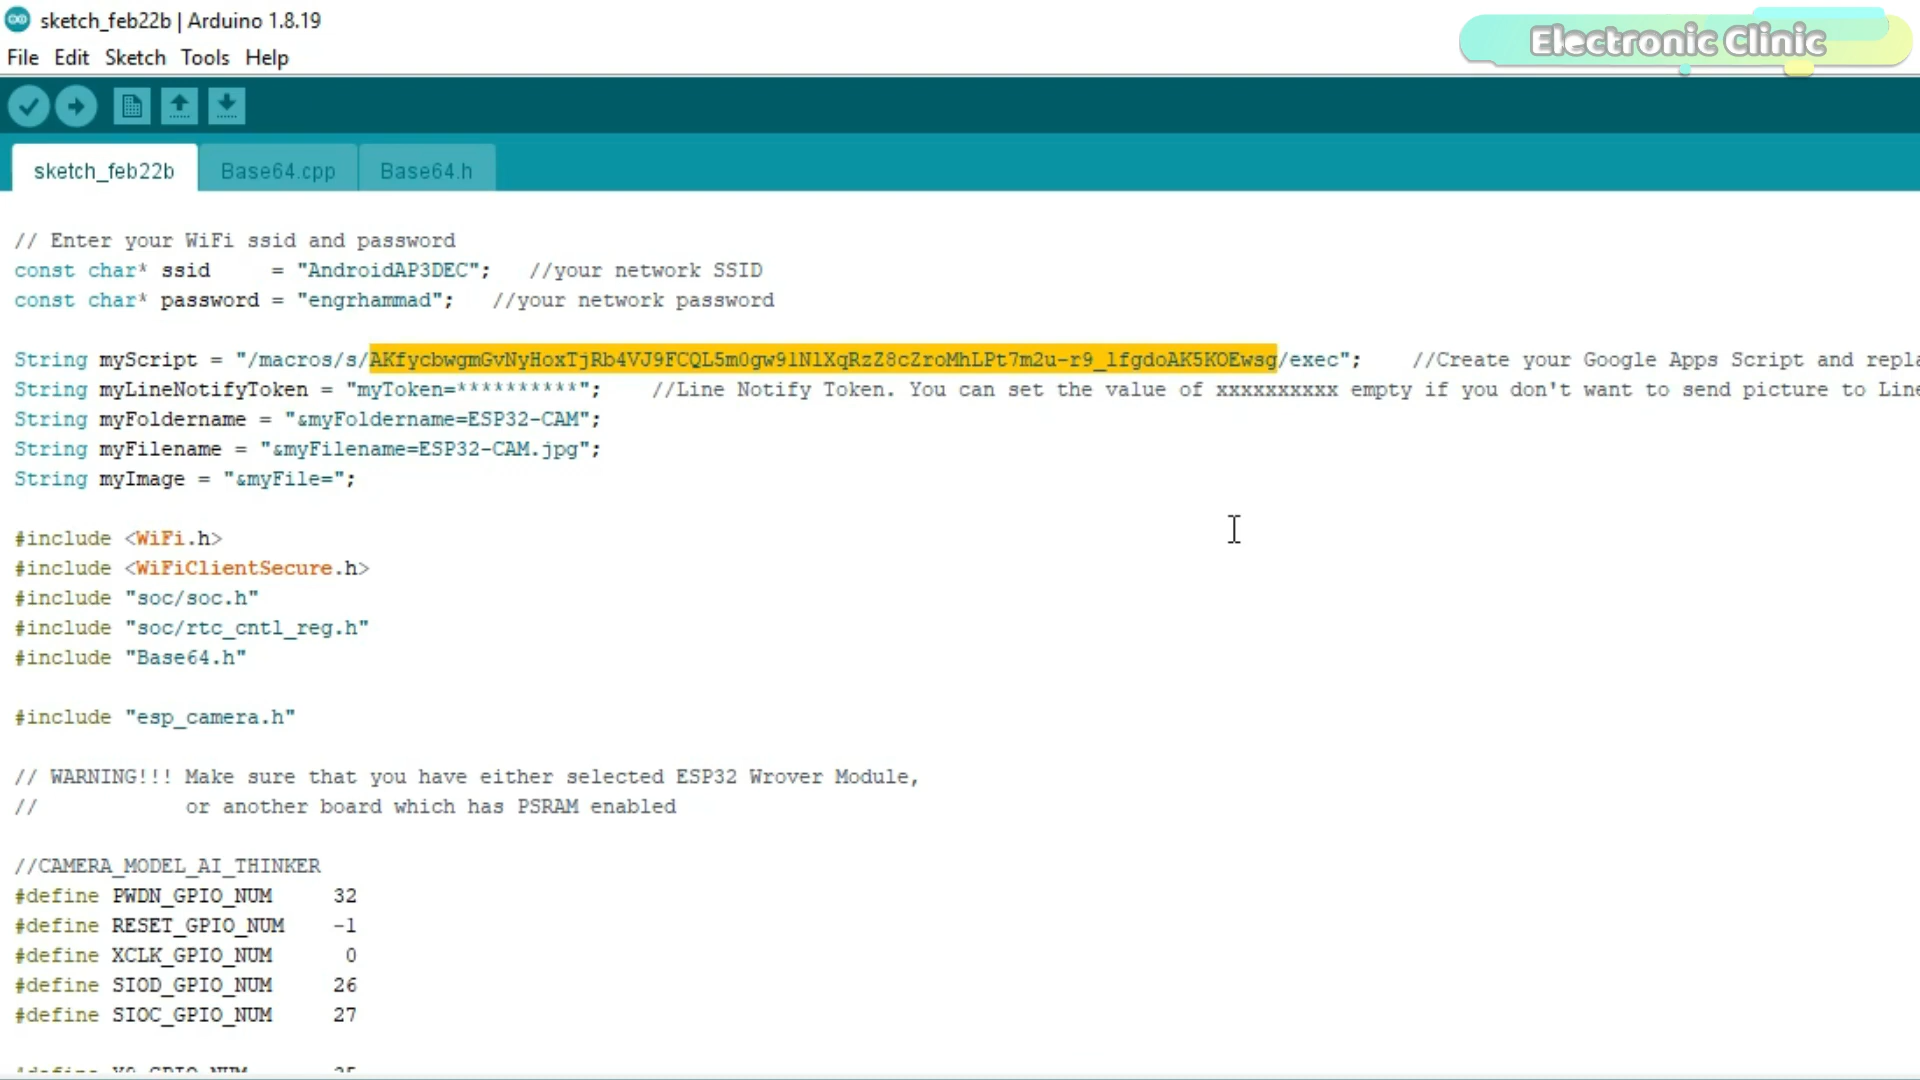 sketch_feb22b | Arduino 1.8.19
Electronic Clinic
File Edit Sketch Tools Help
sketch_feb22b Base64.cpp Base64.h
// Enter your WiFi ssid and password
const char* ssid     = "AndroidAP3DEC";   //your network SSID
const char* password = "engrhammad";   //your network password
String myScript = "/macros/s/AKfycbwgmGvNyHoxTjRb4VJ9FCQL5m0gw9lNlXqRzZ8cZroMhLPt7m2u-r9_lfgdoAK5KOEwsg/exec";    //Create your Google Apps Script and repla
String myLineNotifyToken = "myToken=**********";    //Line Notify Token. You can set the value of xxxxxxxxxx empty if you don't want to send picture to Line
String myFoldername = "&myFoldername=ESP32-CAM";
String myFilename = "&myFilename=ESP32-CAM.jpg";
String myImage = "&myFile=";
#include <WiFi.h>
#include <WiFiClientSecure.h>
#include "soc/soc.h"
#include "soc/rtc_cntl_reg.h"
#include "Base64.h"
#include "esp_camera.h"
// WARNING!!! Make sure that you have either selected ESP32 Wrover Module,
//            or another board which has PSRAM enabled
//CAMERA_MODEL_AI_THINKER
#define PWDN_GPIO_NUM     32
#define RESET_GPIO_NUM    -1
#define XCLK_GPIO_NUM      0
#define SIOD_GPIO_NUM     26
#define SIOC_GPIO_NUM     27